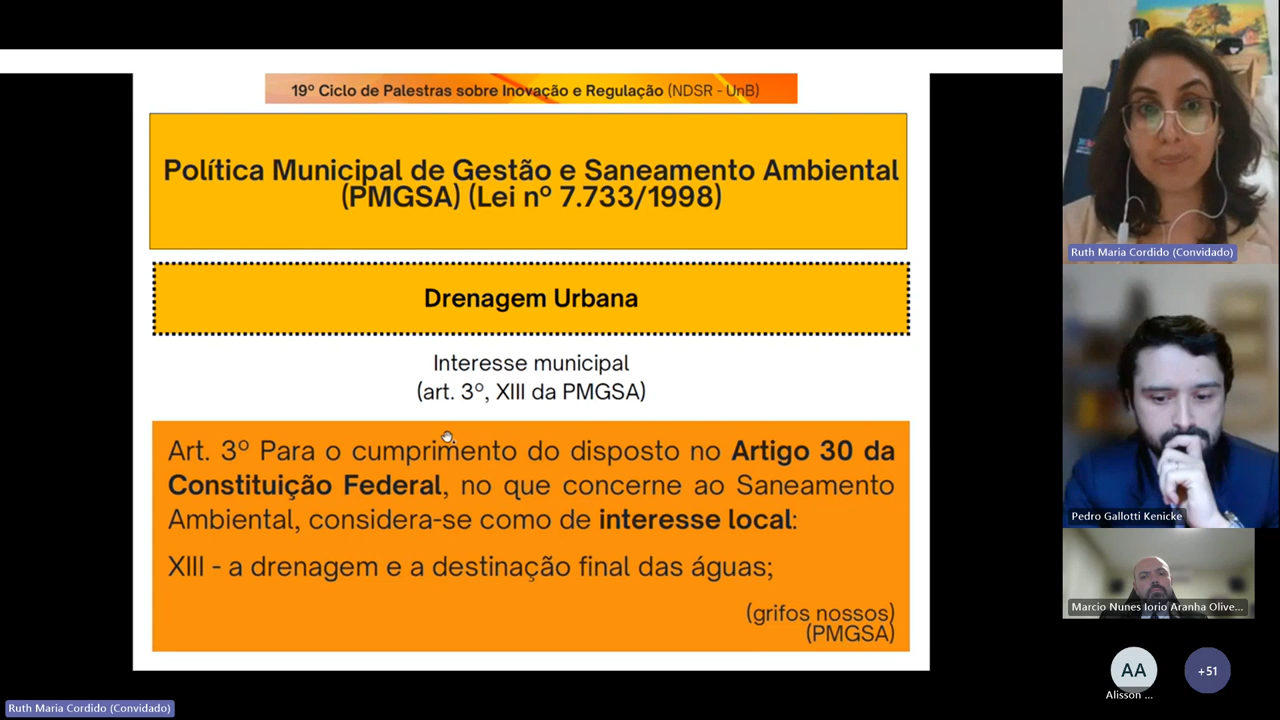 19º Ciclo de Palestras sobre Inovação e Regulação (NDSR - UnB)
Política Municipal de Gestão e Saneamento Ambiental
(PMGSA) (Lei nº 7.733/1998)
Drenagem Urbana
Interesse municipal
(art. 3º, XIII da PMGSA)
Art. 3º Para o cumprimento do disposto no Artigo 30 da
Constituição Federal, no que concerne ao Saneamento
Ambiental, considera-se como de interesse local:
XIII - a drenagem e a destinação final das águas;
(grifos nossos)
(PMGSA)
Ruth Maria Cordido (Convidado)
Pedro Gallotti Kenicke
Marcio Nunes Iorio Aranha Olive...
AA
+51
Alisson ...
Ruth Maria Cordido (Convidado)